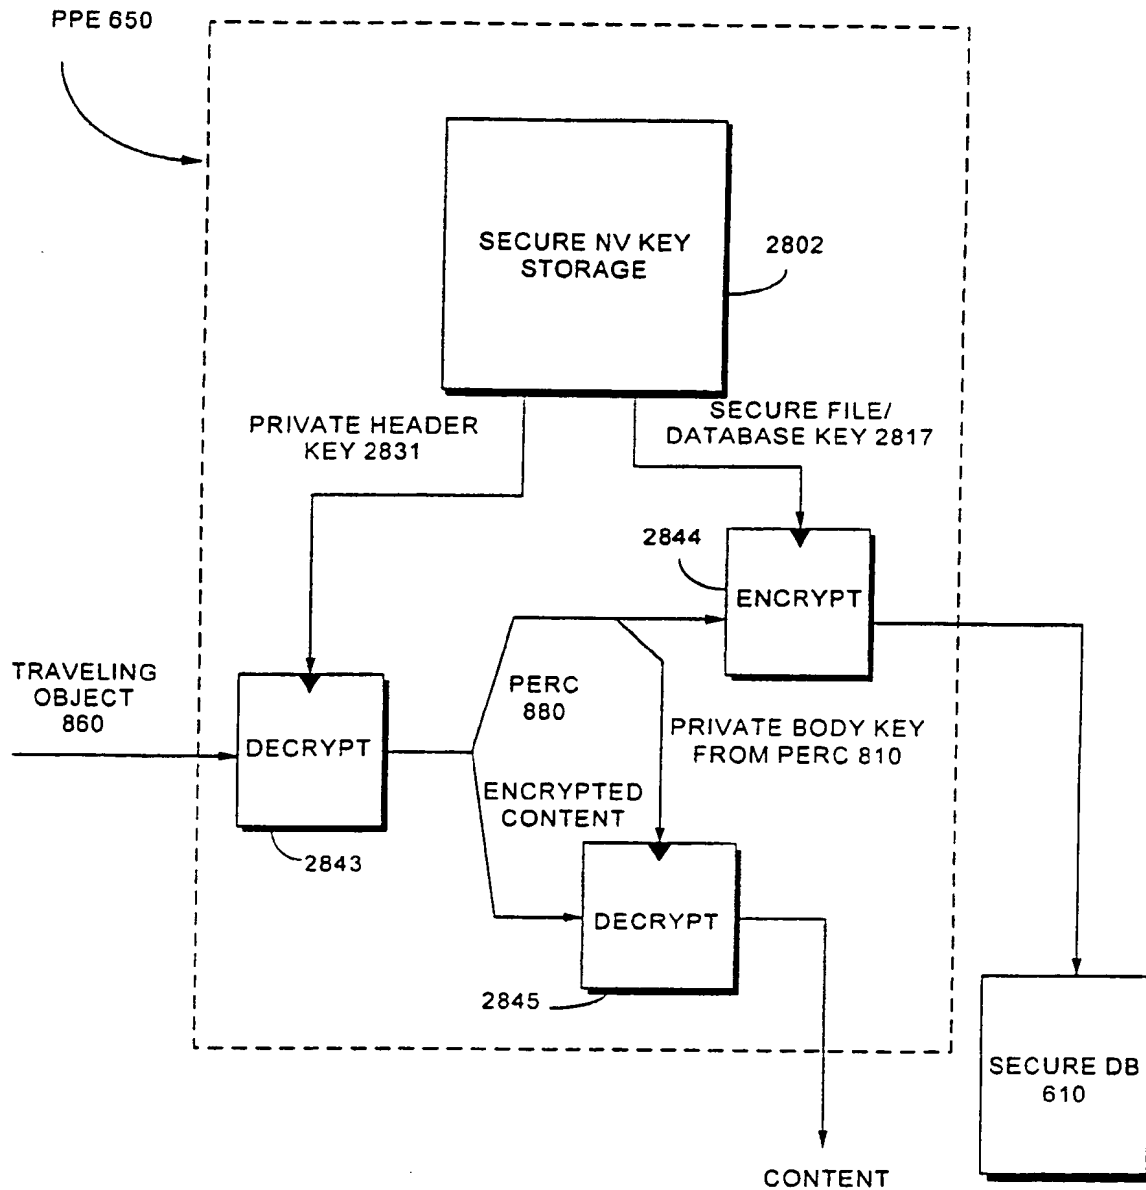 PPE 650
SECURE NV KEY
STORAGE
2802
PRIVATE HEADER
KEY 2831
SECURE FILE/
DATABASE KEY 2817
2844
ENCRYPT
TRAVELING
OBJECT
860
DECRYPT
PERC
880
PRIVATE BODY KEY
FROM PERC 810
ENCRYPTED
CONTENT
2843
DECRYPT
2845
SECURE DB
610
CONTENT